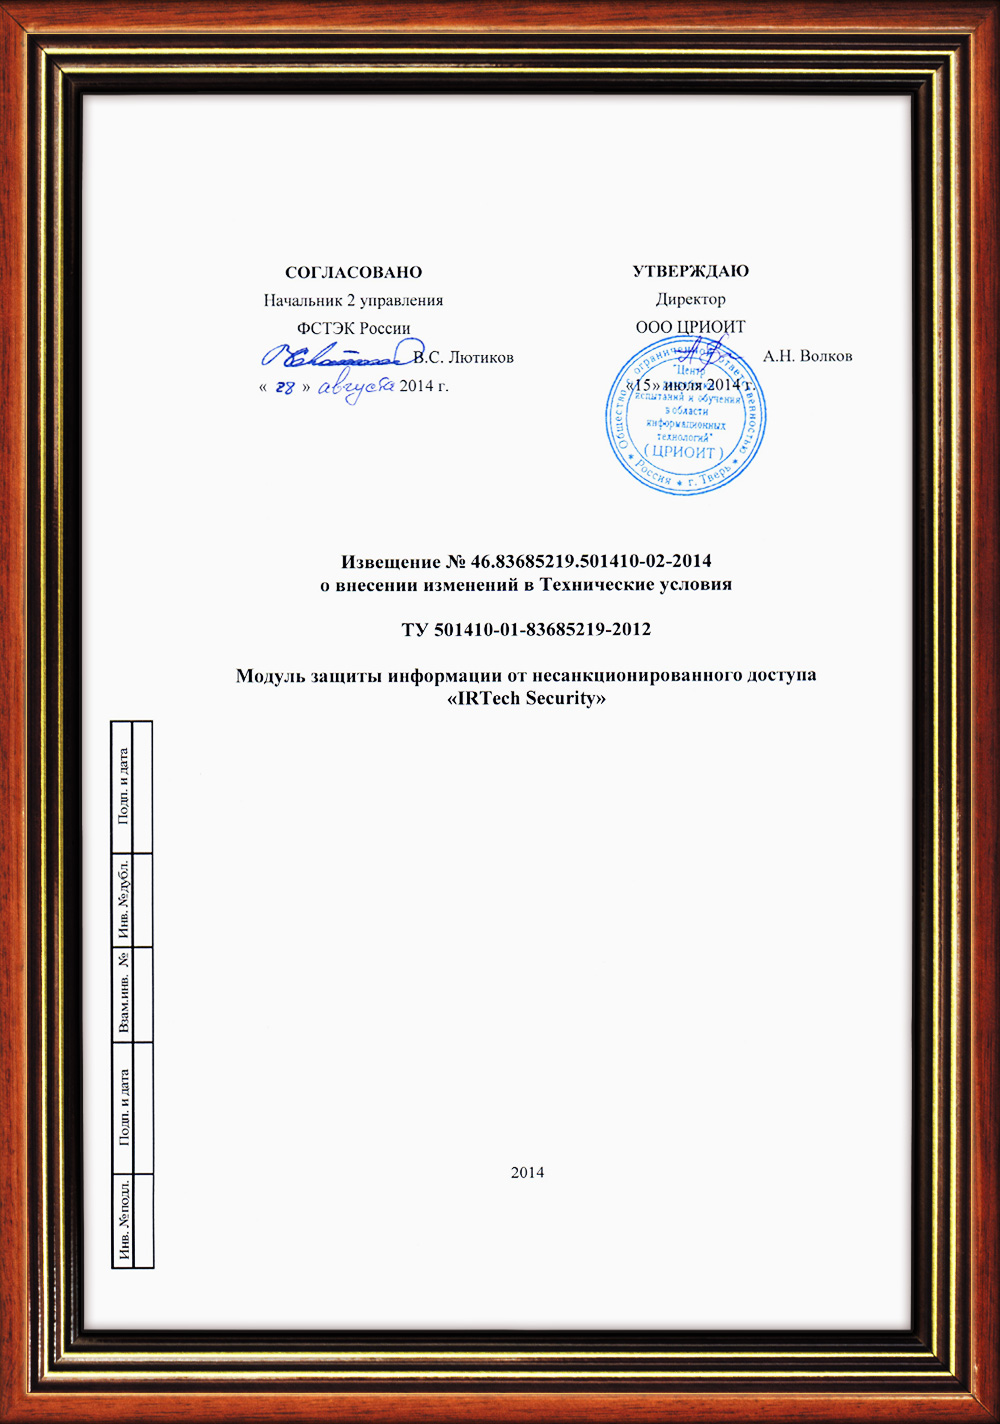 СОГЛАСОВАНО
Начальник 2 управления
ФСТЭК России
В.С. Лютиков
« 28 » августа 2014 г.
УТВЕРЖДАЮ
Директор
ООО ЦРИОИТ
А.Н. Волков
«15» июля 2014 г.
Общество с ограниченной ответственностью
* Россия * г. Тверь *
"Центр
испытаний и обучения
в области
информационных
технологий"
( ЦРИОИТ )
Извещение № 46.83685219.501410-02-2014
о внесении изменений в Технические условия
ТУ 501410-01-83685219-2012
Модуль защиты информации от несанкционированного доступа
«IRTech Security»
Подп. и дата
Инв. №дубл.
Взам.инв. №
Подп. и дата
Инв. №подл.
2014